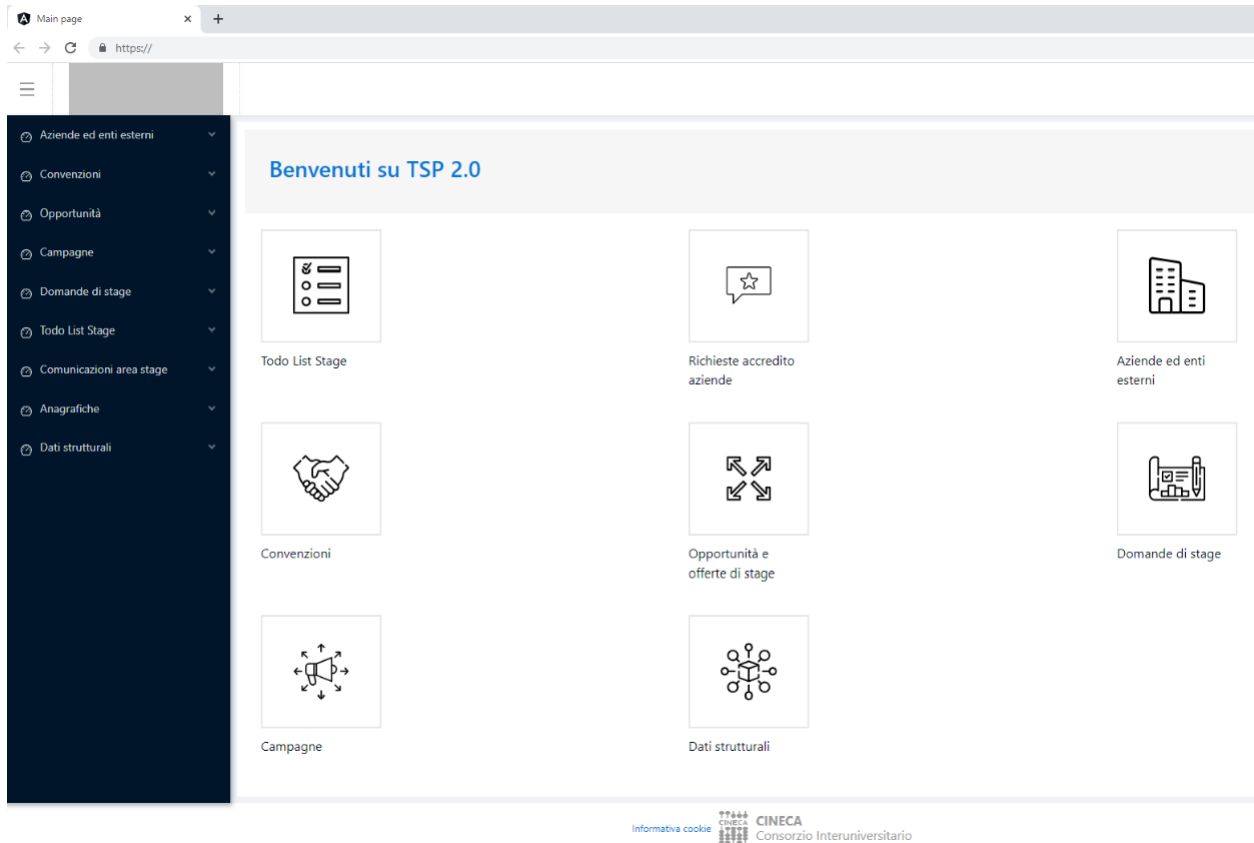 Main page
https://
Aziende ed enti esterni
Convenzioni
Opportunità
Campagne
Domande di stage
Todo List Stage
Comunicazioni area stage
Anagrafiche
Dati strutturali
Benvenuti su TSP 2.0
Todo List Stage
Richieste accredito
aziende
Aziende ed enti
esterni
Convenzioni
Opportunità e
offerte di stage
Domande di stage
Campagne
Dati strutturali
Informativa cookie
CINECA
CINECA
Consorzio Interuniversitario